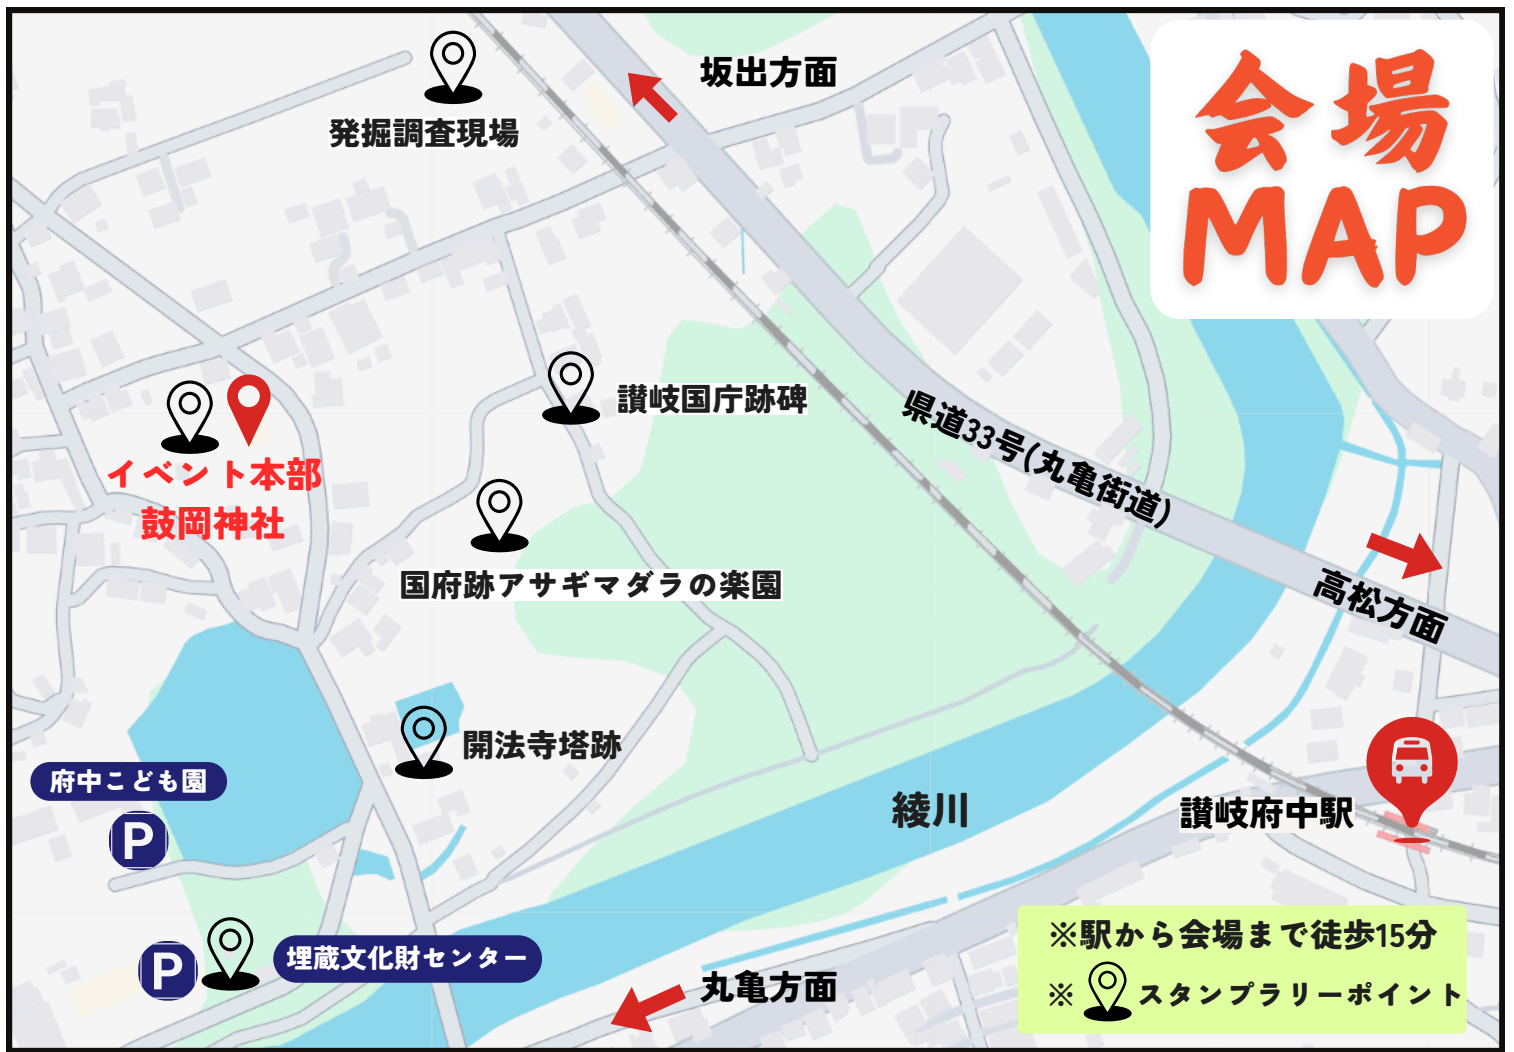 会場
MAP
坂出方面
発掘調査現場
讃岐国庁跡碑
県道33号(丸亀街道)
イベント本部
鼓岡神社
国府跡アサギマダラの楽園
高松方面
開法寺塔跡
府中こども園
P
綾川
讃岐府中駅
P
埋蔵文化財センター
丸亀方面
※駅から会場まで徒歩15分
※ スタンプラリーポイント